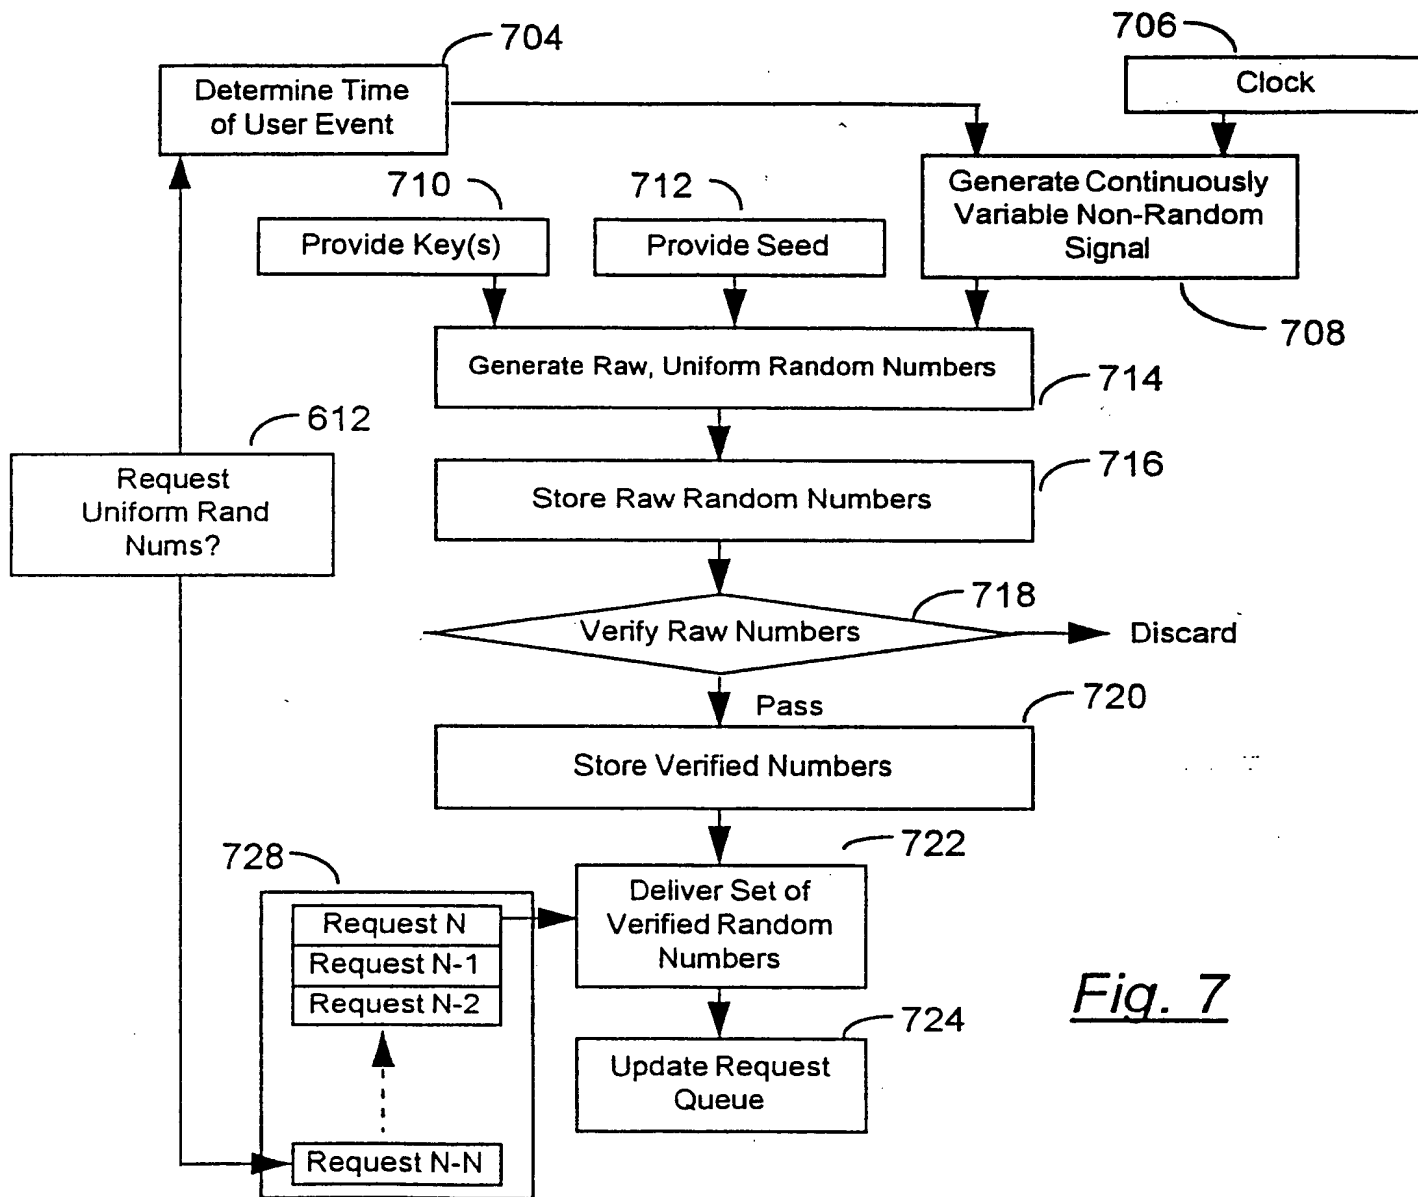 704
706
Determine Time
of User Event
Clock
710
712
Generate Continuously
Variable Non-Random
Signal
Provide Key(s)
Provide Seed
708
Generate Raw, Uniform Random Numbers
714
612
716
Request
Uniform Rand
Nums?
Store Raw Random Numbers
718
Verify Raw Numbers
Discard
Pass
720
Store Verified Numbers
722
728
Deliver Set of
Verified Random
Numbers
Request N
Request N-1
Request N-2
Fig. 7
724
Update Request
Queue
Request N-N